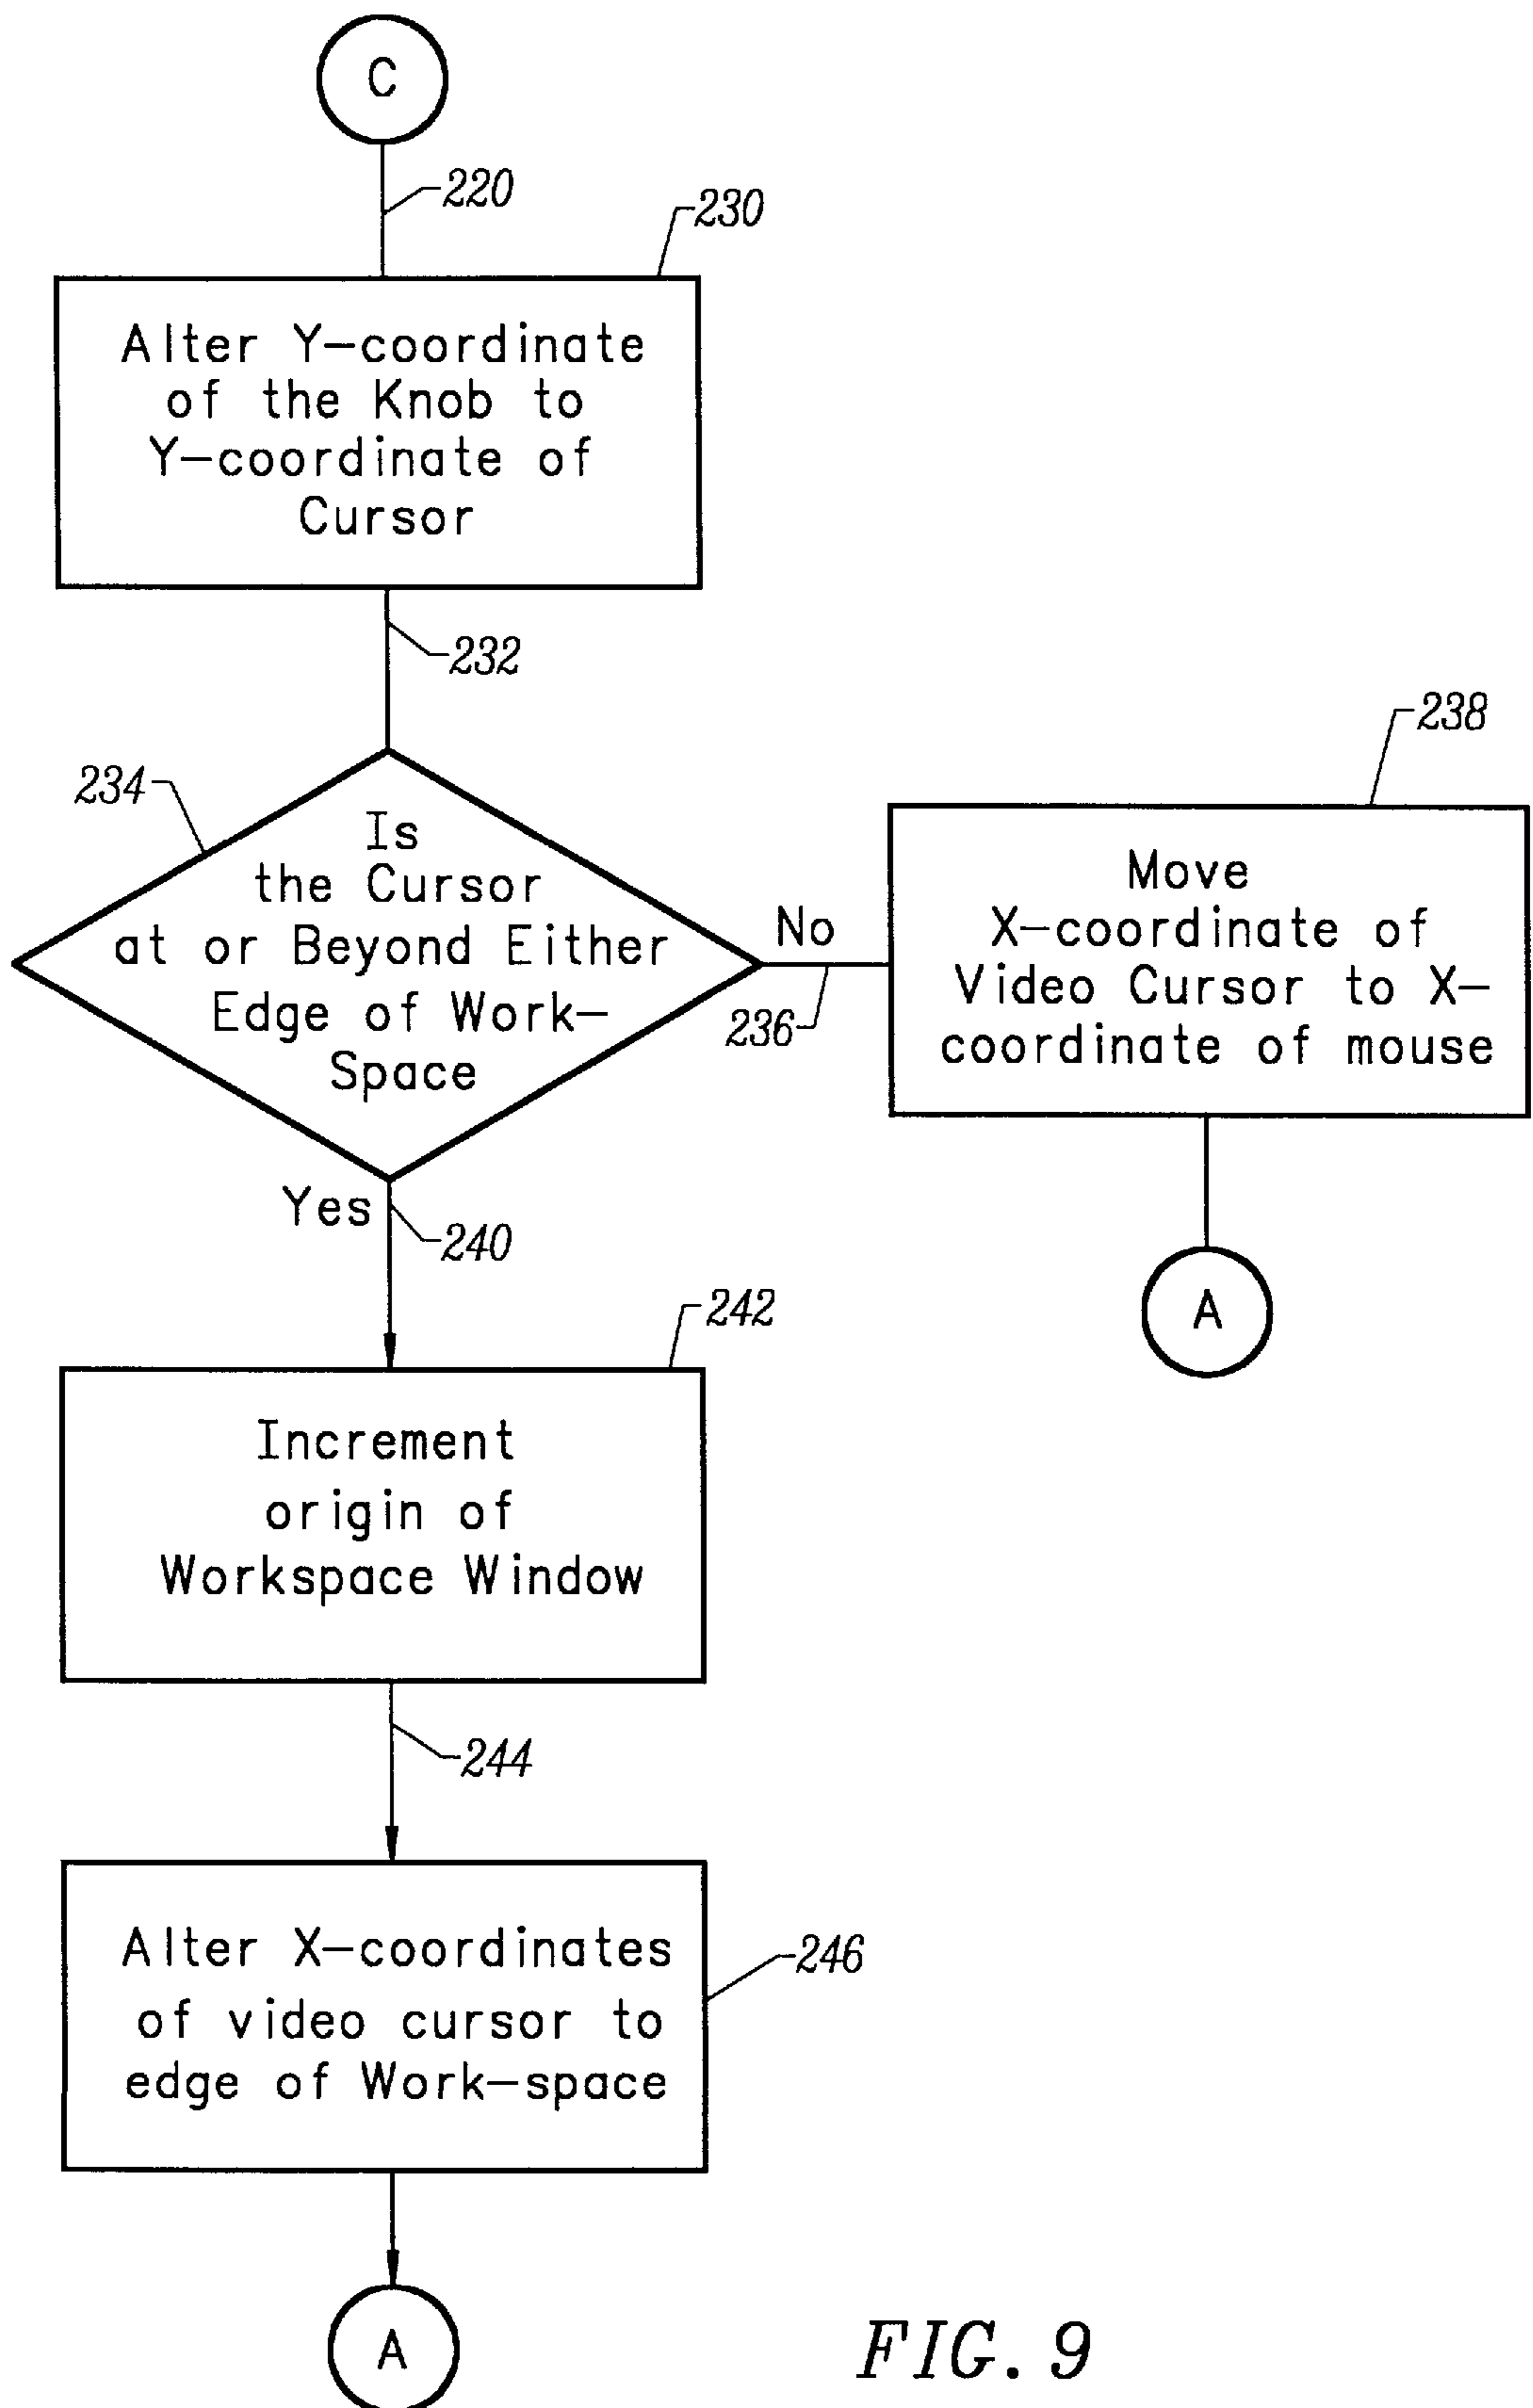 C
220
230
Alter Y-coordinate
of the Knob to
Y-coordinate of
Cursor
232
234
Is
the Cursor
at or Beyond Either
Edge of Work-
Space
No
236
238
Move
X-coordinate of
Video Cursor to X-
coordinate of mouse
A
Yes
240
242
Increment
origin of
Workspace Window
244
Alter X-coordinates
of video cursor to
edge of Work-space
246
A
FIG. 9